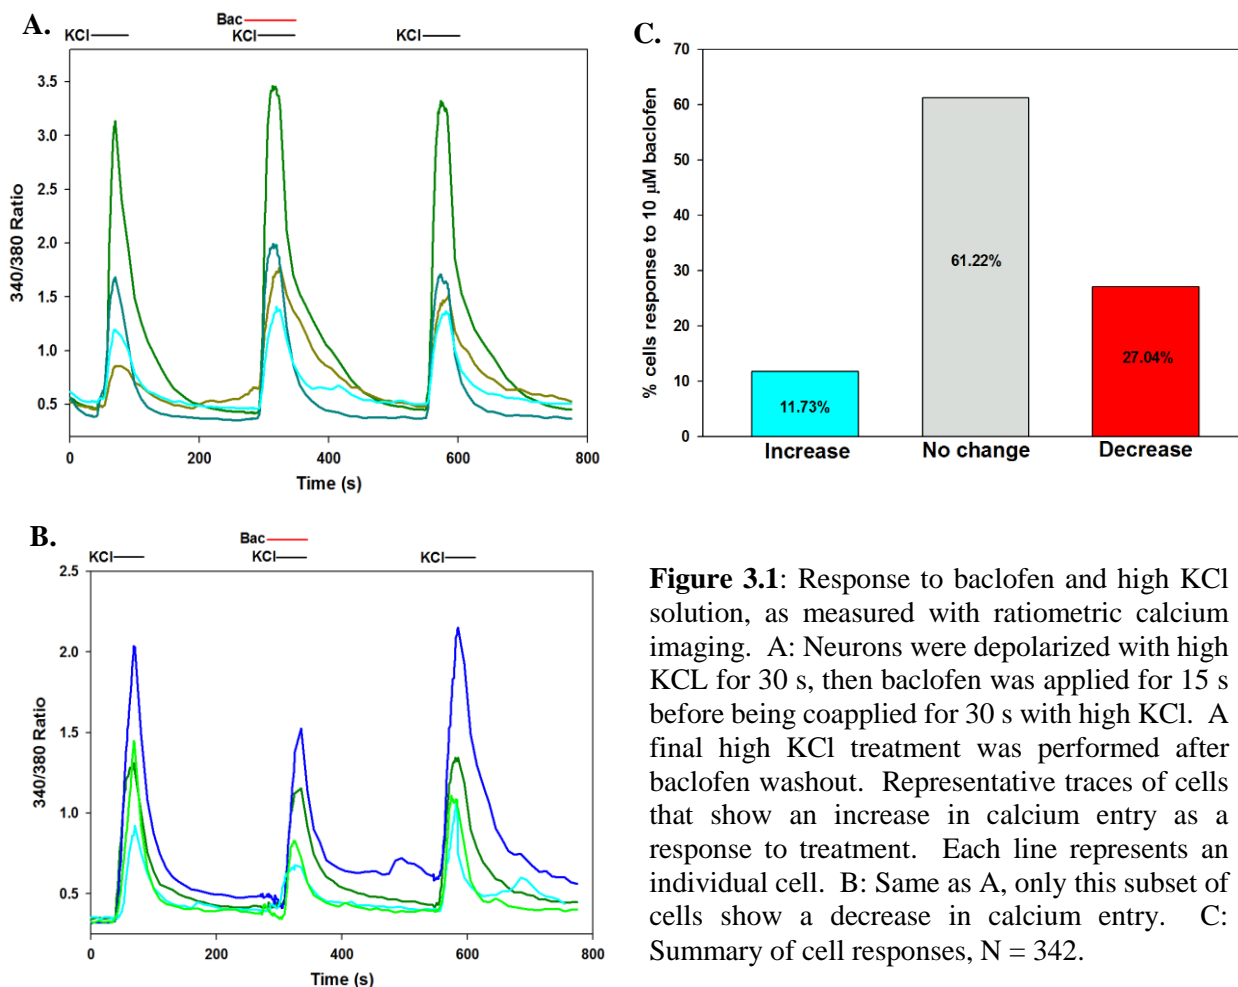 A.
Bac
KCl
KCl
KCl
340/380 Ratio
3.5
3.0
2.5
2.0
1.5
1.0
0.5
0
200
400
600
800
Time (s)
C.
% cells response to 10 µM baclofen
70
60
50
40
30
20
10
0
11.73%
61.22%
27.04%
Increase
No change
Decrease
B.
Bac
KCl
KCl
KCl
340/380 Ratio
2.5
2.0
1.5
1.0
0.5
0
200
400
600
800
Time (s)
Figure 3.1: Response to baclofen and high KCl
solution, as measured with ratiometric calcium
imaging. A: Neurons were depolarized with high
KCL for 30 s, then baclofen was applied for 15 s
before being coapplied for 30 s with high KCl. A
final high KCl treatment was performed after
baclofen washout. Representative traces of cells
that show an increase in calcium entry as a
response to treatment. Each line represents an
individual cell. B: Same as A, only this subset of
cells show a decrease in calcium entry. C:
Summary of cell responses, N = 342.